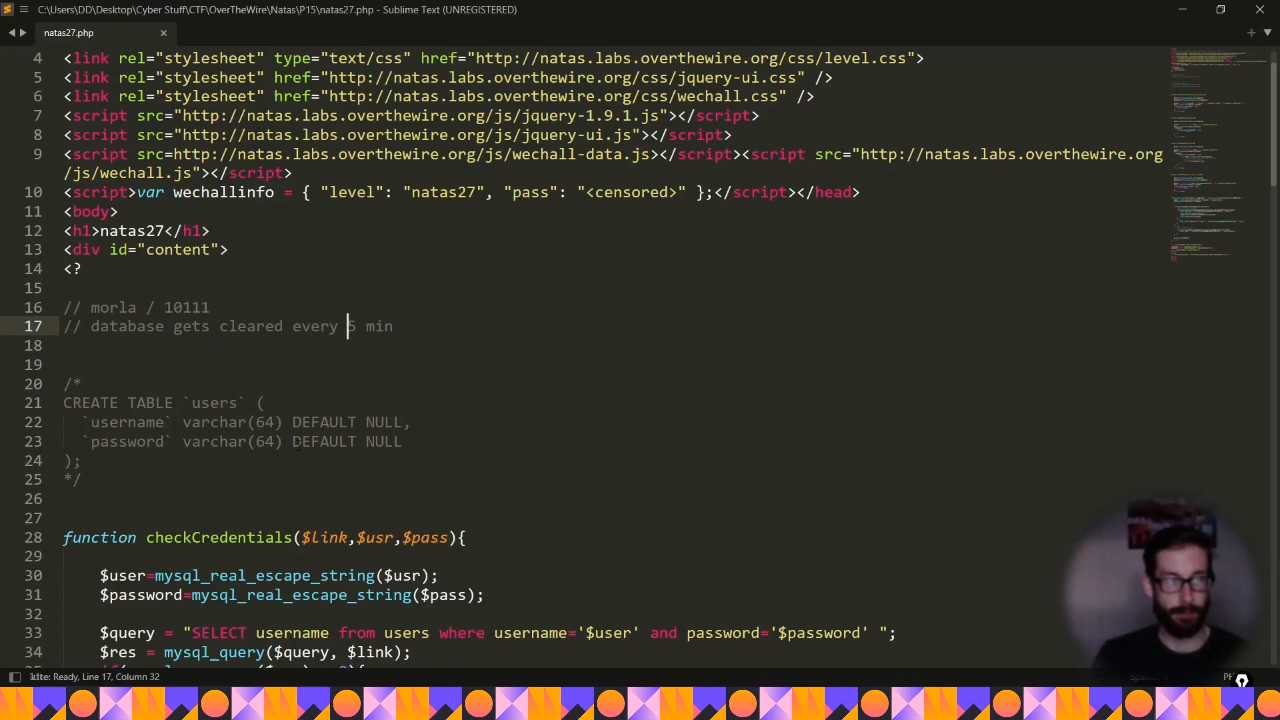 C:\Users\DD\Desktop\Cyber Stuff\CTF\OverTheWire\Natas\P15\natas27.php - Sublime Text (UNREGISTERED)
natas27.php
4 <link rel="stylesheet" type="text/css" href="http://natas.labs.overthewire.org/css/level.css">
5 <link rel="stylesheet" href="http://natas.labs.overthewire.org/css/jquery-ui.css" />
6 <link rel="stylesheet" href="http://natas.labs.overthewire.org/css/wechall.css" />
7 <script src="http://natas.labs.overthewire.org/js/jquery-1.9.1.js"></script>
8 <script src="http://natas.labs.overthewire.org/js/jquery-ui.js"></script>
9 <script src=http://natas.labs.overthewire.org/js/wechall-data.js></script><script src="http://natas.labs.overthewire.org
/js/wechall.js"></script>
10 <script>var wechallinfo = { "level": "natas27", "pass": "<censored>" };</script></head>
11 <body>
12 <h1>natas27</h1>
13 <div id="content">
14 <?
15
16 // morla / 10111
17 // database gets cleared every 5 min
18
19
20 /*
21 CREATE TABLE `users` (
22 `username` varchar(64) DEFAULT NULL,
23 `password` varchar(64) DEFAULT NULL
24 );
25 */
26
27
28 function checkCredentials($link,$usr,$pass){
29
30 $user=mysql_real_escape_string($usr);
31 $password=mysql_real_escape_string($pass);
32
33 $query = "SELECT username from users where username='$user' and password='$password' ";
34 $res = mysql_query($query, $link);
Ready, Line 17, Column 32